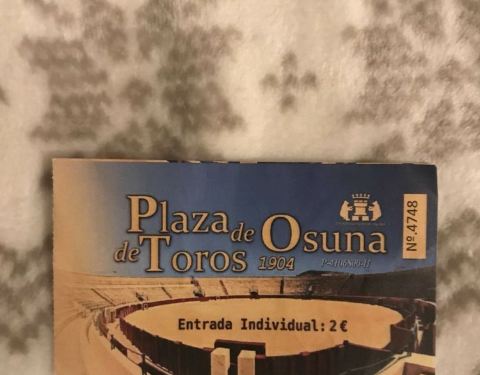 Plaza de Osuna
de Toros 1904
Nº.4748
Entrada Individual: 2 €